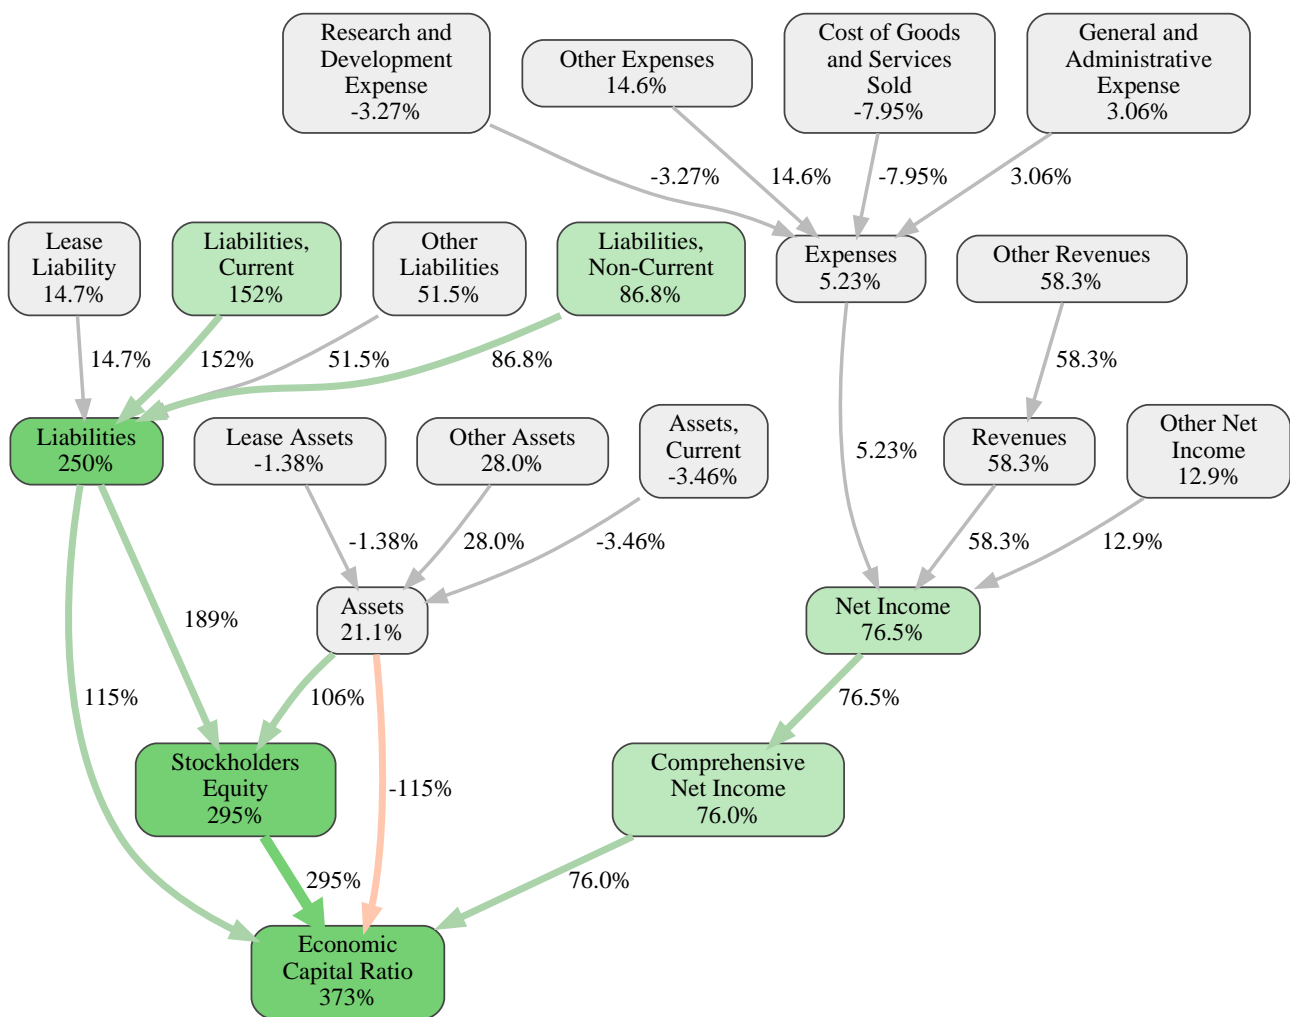 Research and
Development
Expense
-3.27%
Other Expenses
14.6%
Cost of Goods
and Services
Sold
-7.95%
General and
Administrative
Expense
3.06%
-3.27%
14.6%
-7.95%
3.06%
Lease
Liability
14.7%
Liabilities,
Current
152%
Other
Liabilities
51.5%
Liabilities,
Non-Current
86.8%
Expenses
5.23%
Other Revenues
58.3%
14.7%
152%
51.5%
86.8%
58.3%
Liabilities
250%
Lease Assets
-1.38%
Other Assets
28.0%
Assets,
Current
-3.46%
5.23%
Revenues
58.3%
Other Net
Income
12.9%
-1.38%
28.0%
-3.46%
58.3%
12.9%
189%
Assets
21.1%
Net Income
76.5%
115%
106%
76.5%
Stockholders
Equity
295%
-115%
Comprehensive
Net Income
76.0%
295%
76.0%
Economic
Capital Ratio
373%